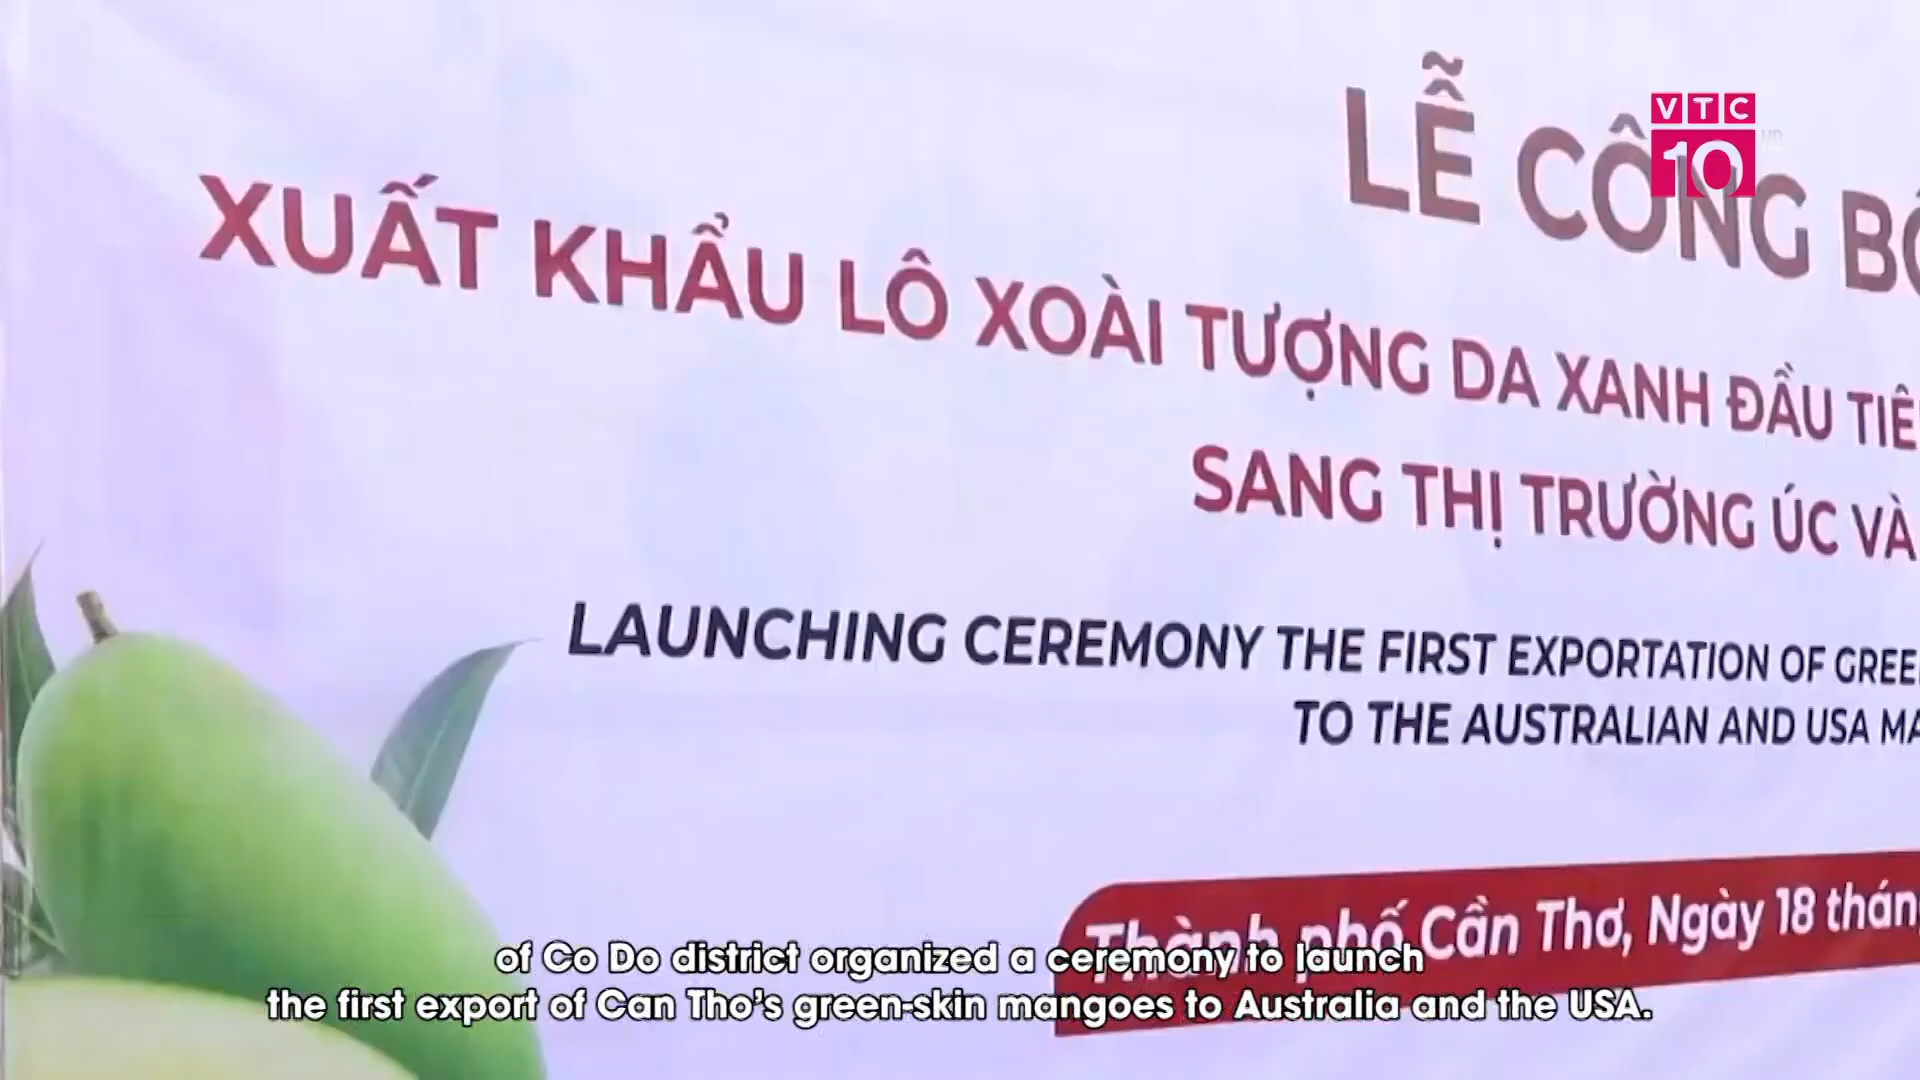 VTC
10
HD
LỄ CÔNG BỐ
XUẤT KHẨU LÔ XOÀI TƯỢNG DA XANH ĐẦU TIÊ
SANG THỊ TRƯỜNG ÚC VÀ
LAUNCHING CEREMONY THE FIRST EXPORTATION OF GREE
TO THE AUSTRALIAN AND USA MA
Thành phố Cần Thơ, Ngày 18 thán
of Co Do district organized a ceremony to launch
the first export of Can Tho's green-skin mangoes to Australia and the USA.